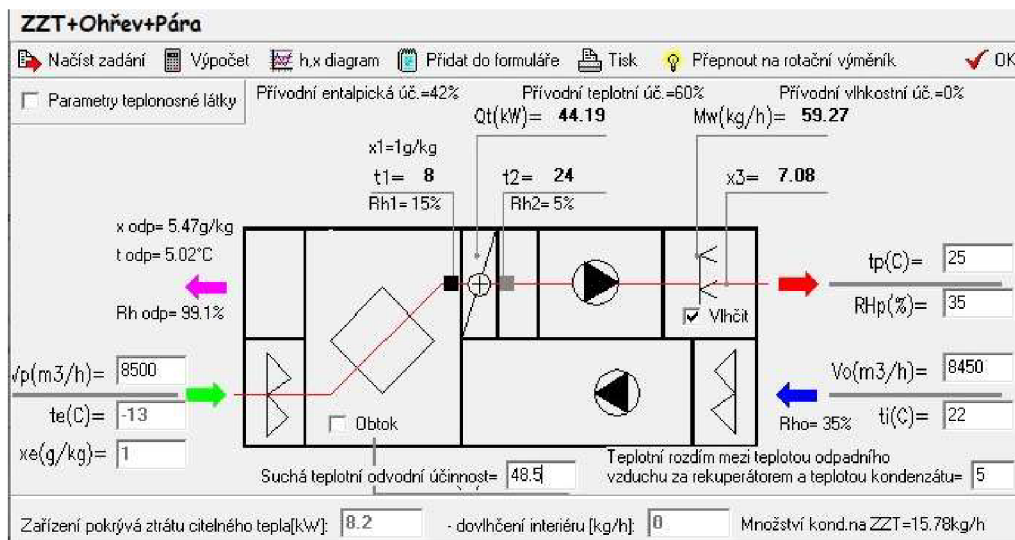 ZZT+Ohřev+Pára
Načíst zadání Výpočet h,x diagram Přidat do formuláře Tisk Přepnout na rotační výměník OK
Parametry teplonosné látky Přívodní entalpická úč.=42% Přívodní teplotní úč.=60% Přívodní vlhkostní úč.=0%
Qt(kW)= 44.19 Mw(kg/h)= 59.27
x1=1g/kg
t1= 8 t2= 24 x3= 7.08
Rh1= 15% Rh2= 5%
x odp= 5.47g/kg
t odp= 5.02°C
tp(C)= 25
Rh odp= 99.1% Vlhčit RHp(%)= 35
Vp(m3/h)= 8500 Vo(m3/h)= 8450
te(C)= -13 Obtok Rho= 35% ti(C)= 22
xe(g/kg)= 1
Suchá teplotní odvodní účinnost= 48.5 Teplotní rozdím mezi teplotou odpadního
vzduchu za rekuperátorem a teplotou kondenzátu= 5
Zařízení pokrývá ztrátu citelného tepla[kW]: 8.2 - dovlhčení interiéru [kg/h]: 0 Množství kond.na ZZT=15.78kg/h